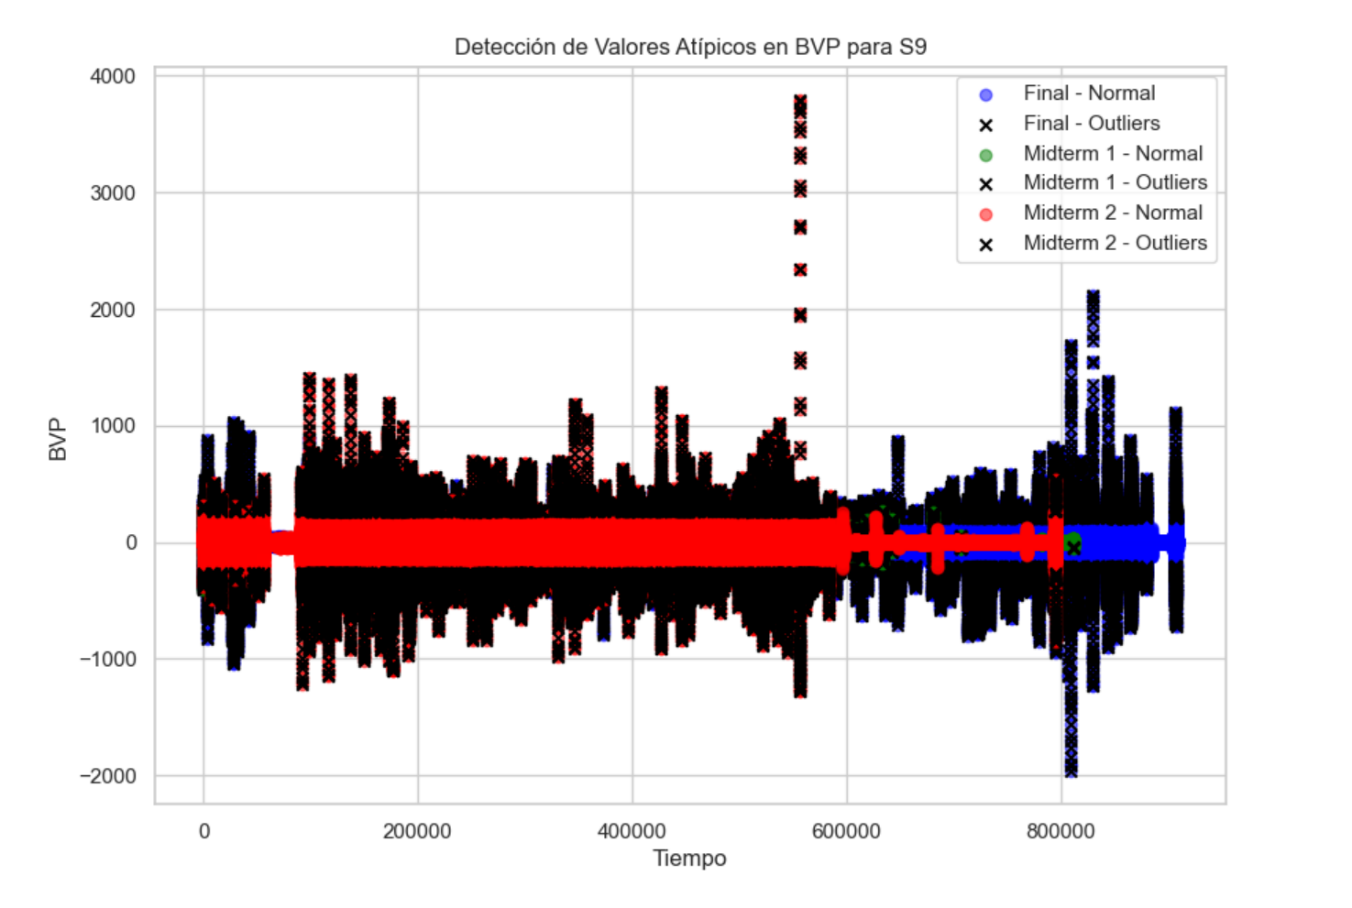 Detección de Valores Atípicos en BVP para S9
4000
3000
2000
1000
0
−1000
−2000
BVP
Final - Normal
Final - Outliers
Midterm 1 - Normal
Midterm 1 - Outliers
Midterm 2 - Normal
Midterm 2 - Outliers
0
200000
400000
600000
800000
Tiempo